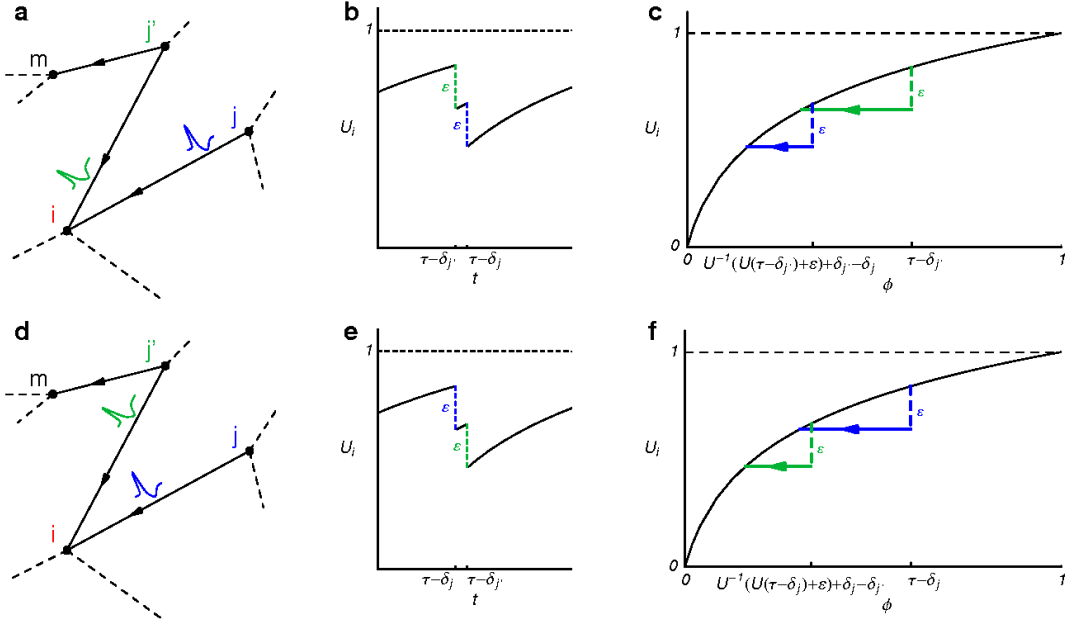 a
j'
m
j
i
b
1
U_i
ε
ε
τ−δ_j'
τ−δ_j
t
c
1
U_i
0
ε
ε
0
U⁻¹(U(τ−δ_j')+ε)+δ_j'−δ_j
τ−δ_j'
1
ϕ
d
j'
m
j
i
e
1
U_i
ε
ε
τ−δ_j
τ−δ_j'
t
f
1
U_i
0
ε
ε
0
U⁻¹(U(τ−δ_j)+ε)+δ_j−δ_j'
τ−δ_j
1
ϕ